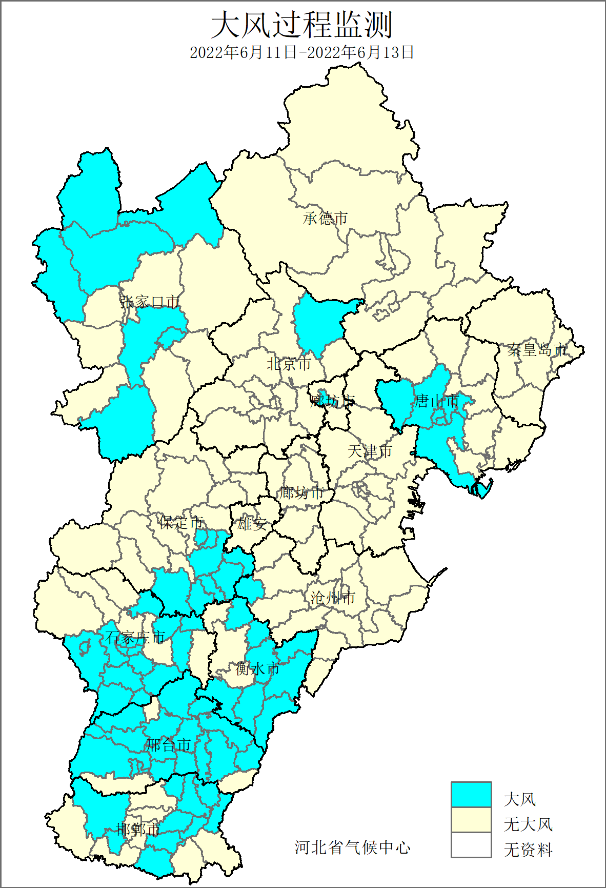 大风过程监测
2022年6月11日-2022年6月13日
承德市
张家口市
秦皇岛市
北京市
廊坊市
唐山市
天津市
廊坊市
保定市
雄安
沧州市
石家庄市
衡水市
邢台市
邯郸市
大风
无大风
无资料
河北省气候中心